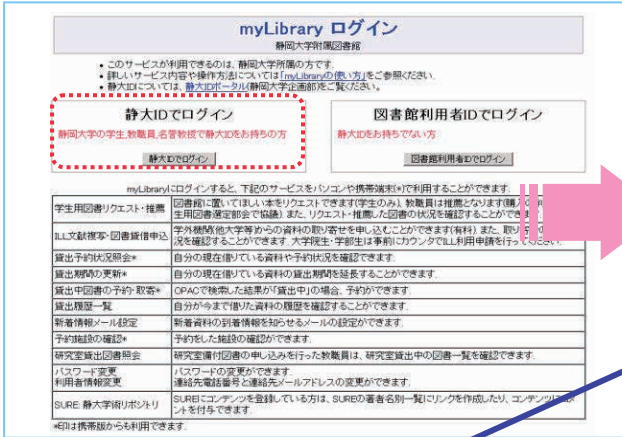 myLibrary ログイン
静岡大学附属図書館
• このサービスが利用できるのは、静岡大学所属の方です.
• 詳しいサービス内容や操作方法については「myLibraryの使い方」をご参照ください.
• 静大IDについては、静大IDポータル(静岡大学企画部)をご覧ください。
静大IDでログイン
静岡大学の学生,教職員,名誉教授で静大IDをお持ちの方
静大IDでログイン
図書館利用者IDでログイン
静大IDをお持ちでない方
図書館利用者IDでログイン
myLibraryにログインすると、下記のサービスをパソコンや携帯端末(*)で利用することができます.
学生用図書リクエスト・推薦
図書館に置いてほしい本をリクエストできます(学生のみ). 教職員は推薦となります(購入の
生用図書選定部会で協議). また、リクエスト・推薦した図書の状況を確認することができます.
ILL文献複写・図書貸借申込
学外機関(他大学等)からの資料の取り寄せを申し込むことができます(有料). また、取り
況を確認することができます. 大学院生・学部生は事前にカウンタでILL利用申請を行ってください.
貸出予約状況照会*
自分の現在借りている資料や予約状況を確認できます.
貸出期間の更新*
自分の現在借りている資料の貸出期間を延長することができます.
貸出中図書の予約・取寄*
OPACで検索した結果が「貸出中」の場合、予約ができます.
貸出履歴一覧
自分が今まで借りた資料の履歴を確認することができます.
新着情報メール設定
新着資料の到着情報を知らせるメールの設定ができます.
予約施設の確認*
予約をした施設の確認ができます.
研究室貸出図書照会
研究室備付図書の申し込みを行った教職員は、研究室貸出中の図書一覧を確認できます.
パスワード変更
利用者情報変更
パスワードの変更ができます.
連絡先電話番号と連絡先メールアドレスの変更ができます.
SURE: 静大学術リポジトリ
SUREにコンテンツを登録している方は、SUREの著者名別一覧にリンクを作成したり、コンテンツに
ントを付与できます.
*印は携帯版からも利用できます.